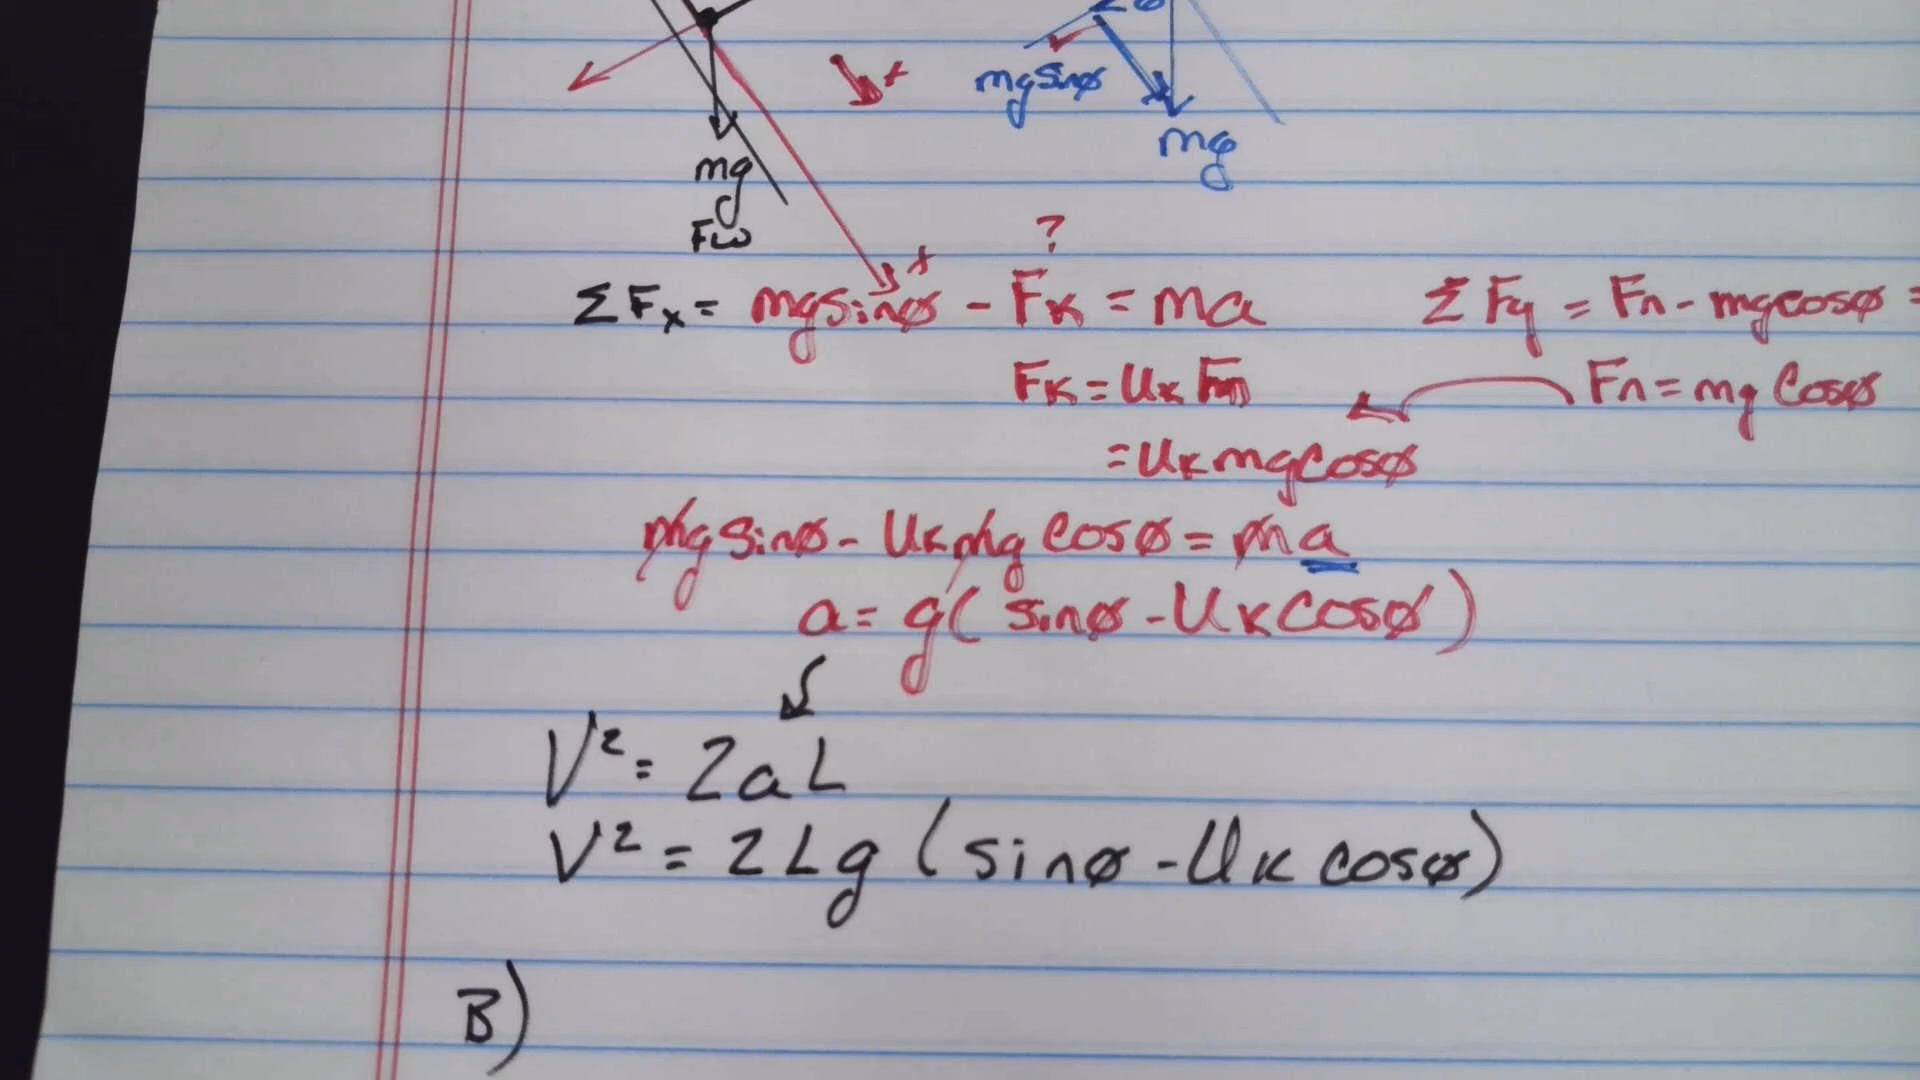 +
mgsinø
mg
mg
Fw
?
+
ΣFx = mgsinø - Fk = ma
ΣFy = Fn - mgcosø =
Fk = Uk Fn
Fn = mg Cosø
= Uk mgcosø
mgsinø - Uk mg cosø = ma
a = g( sinø - Uk cosø )
V² = 2aL
V² = 2Lg (sinø - Uk cosø)
B)